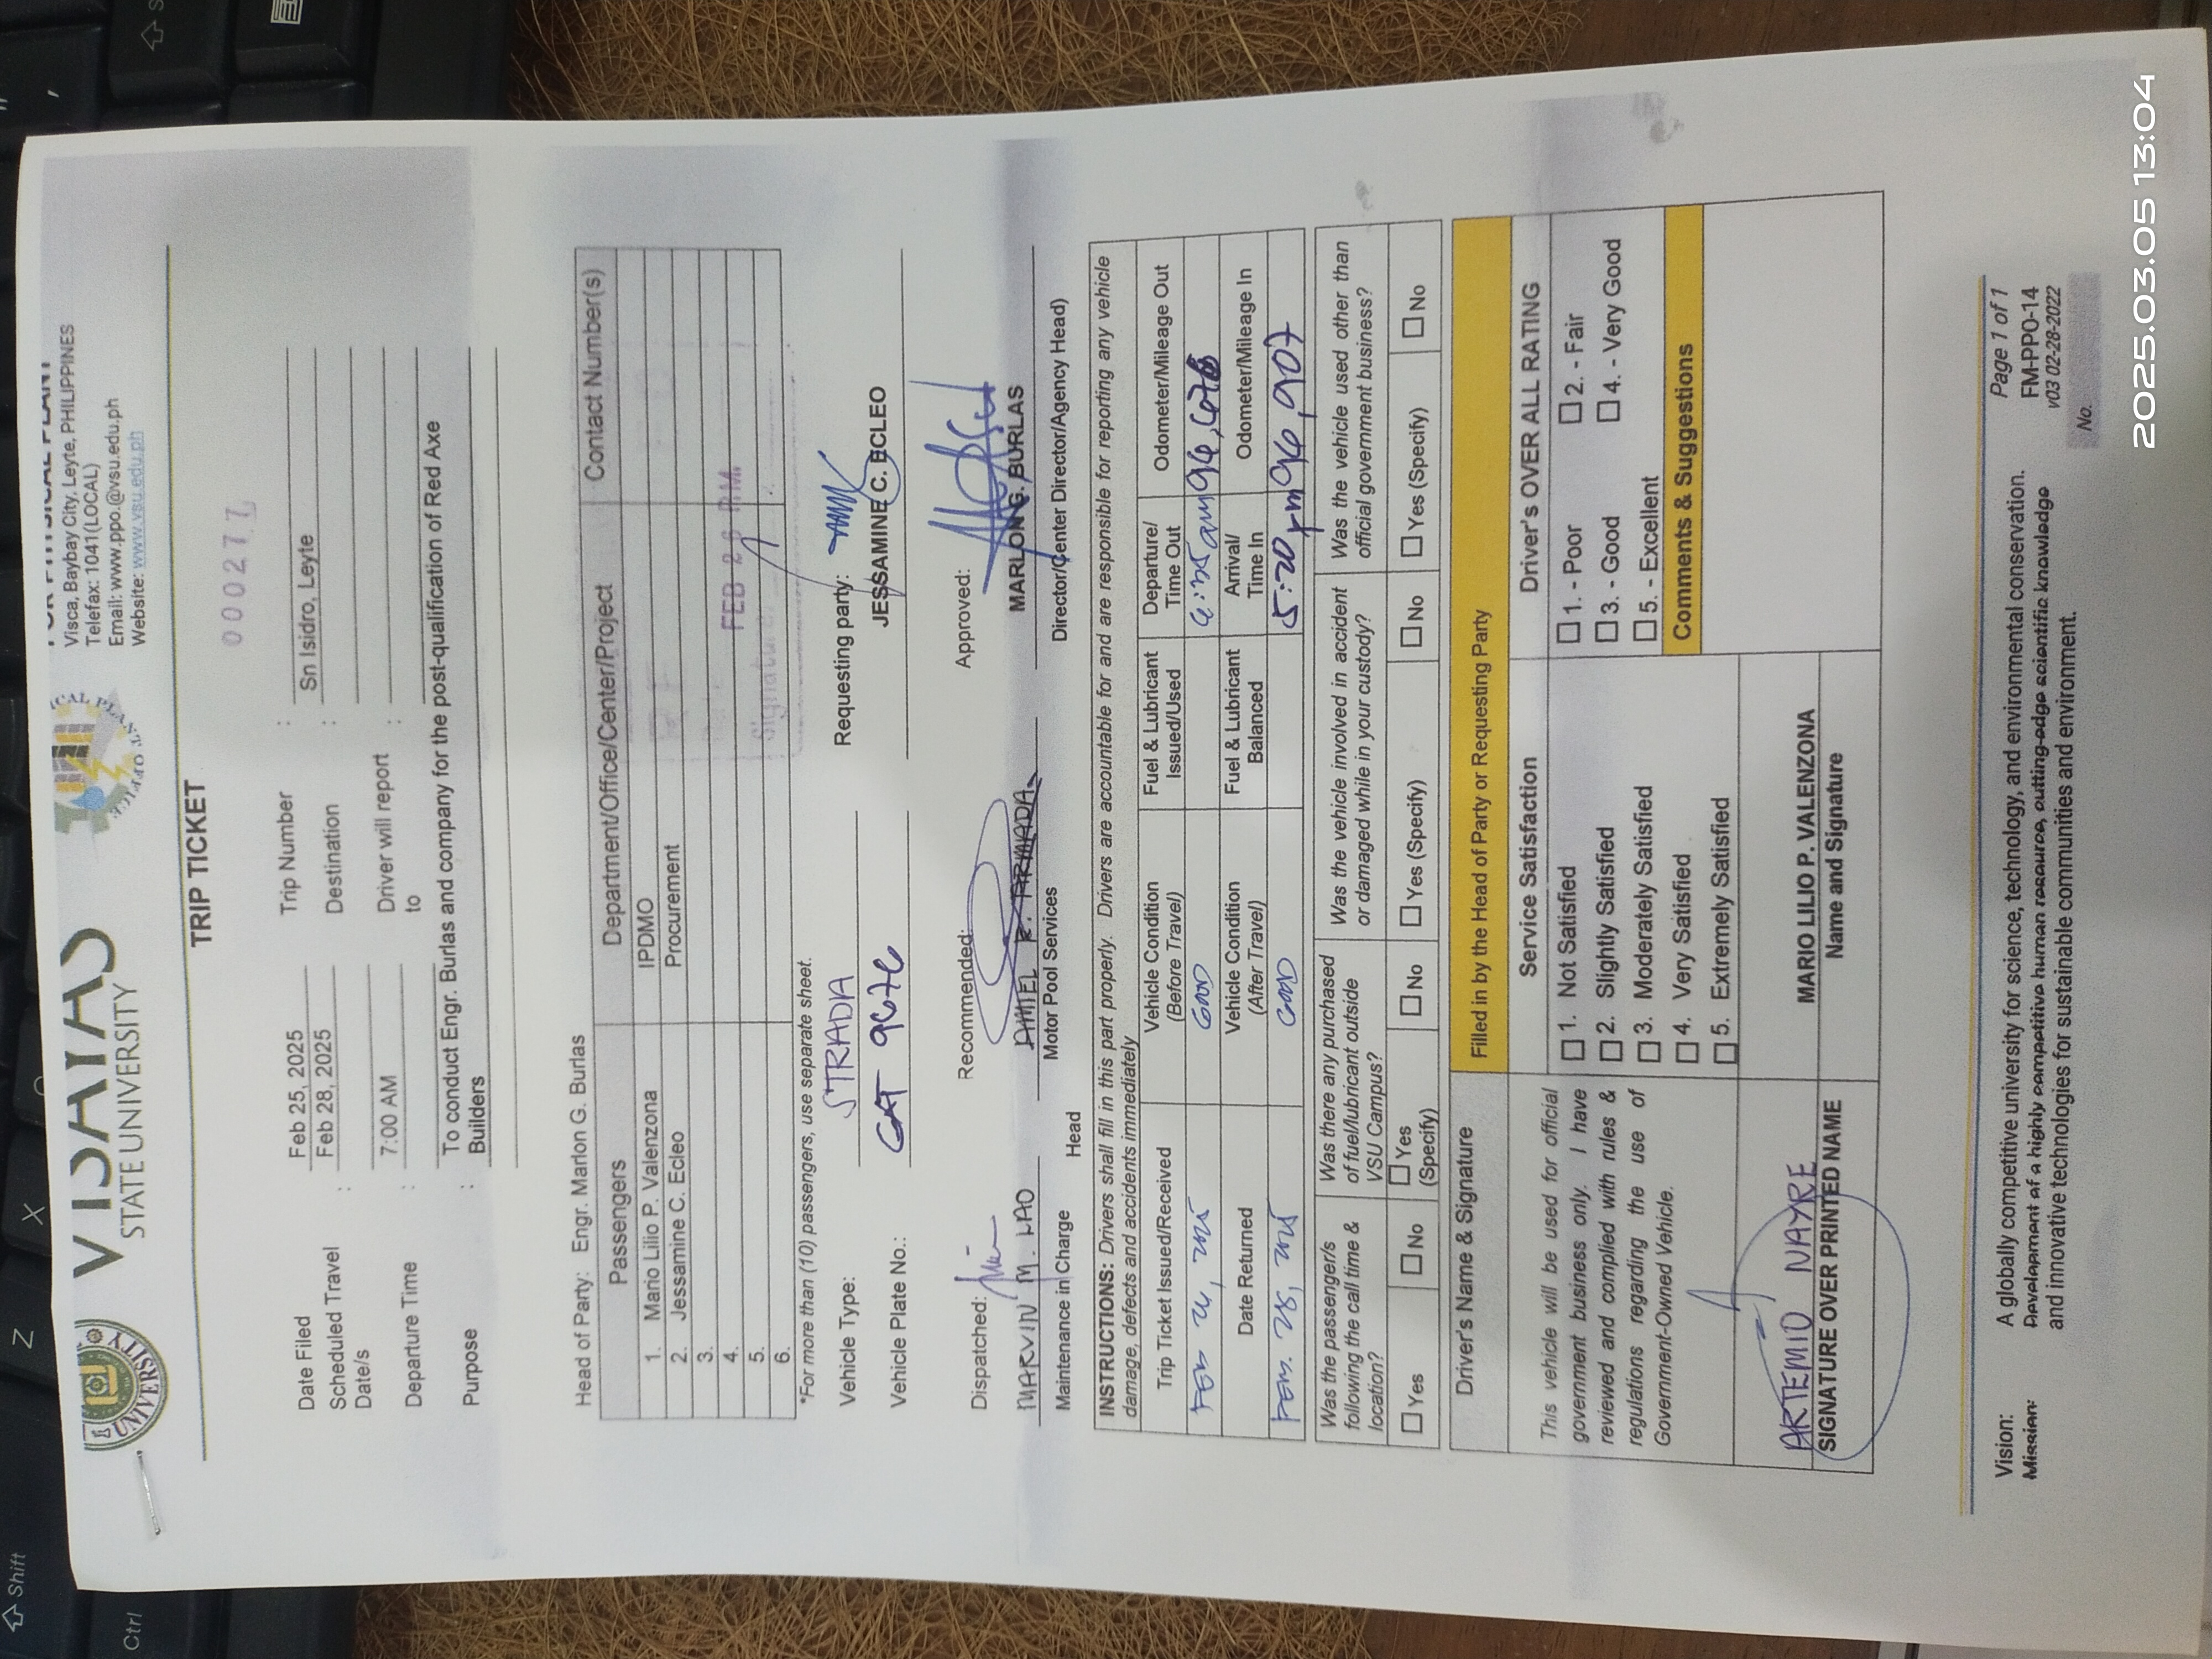 VISAYAS
STATE UNIVERSITY
Visca, Baybay City, Leyte, PHILIPPINES
Telefax: 1041(LOCAL)
Email: www.ppo.@vsu.edu.ph
Website: www.vsu.edu.ph
TRIP TICKET
00027
Date Filed Feb 25, 2025 Trip Number :
Scheduled Travel Date/s : Feb 28, 2025 Destination : Sn Isidro, Leyte
Departure Time : 7:00 AM Driver will report to :
Purpose : To conduct Engr. Burlas and company for the post-qualification of Red Axe
Builders
Head of Party: Engr. Marlon G. Burlas
Passengers Department/Office/Center/Project Contact Number(s)
1. Mario Lilio P. Valenzona IPDMO
2. Jessamine C. Ecleo Procurement
3.
4.
5.
6.
*For more than (10) passengers, use separate sheet.
Vehicle Type: STRADA Requesting party:
JESSAMINE C. ECLEO
Vehicle Plate No.:
Dispatched: Recommended: Approved:
MARVIN M. LAO MARLON G. BURLAS
Maintenance in Charge Head Motor Pool Services Director/Center Director/Agency Head)
INSTRUCTIONS: Drivers shall fill in this part properly. Drivers are accountable for and are responsible for reporting any vehicle
damage, defects and accidents immediately
Trip Ticket Issued/Received Vehicle Condition (Before Travel) Fuel & Lubricant Issued/Used Departure/ Time Out Odometer/Mileage Out
GOOD
Date Returned Vehicle Condition (After Travel) Fuel & Lubricant Balanced Arrival/ Time In Odometer/Mileage In
Feb. 28, 2025 GOOD 5:20 pm 96,907
Was the passenger/s following the call time & location? Was there any purchased of fuel/lubricant outside VSU Campus? Was the vehicle involved in accident or damaged while in your custody? Was the vehicle used other than official government business?
Yes No Yes (Specify) No Yes (Specify) No Yes (Specify) No
Driver's Name & Signature Filled in by the Head of Party or Requesting Party
This vehicle will be used for official
government business only. I have
reviewed and complied with rules &
regulations regarding the use of
Government-Owned Vehicle.
Service Satisfaction
1. Not Satisfied
2. Slightly Satisfied
3. Moderately Satisfied
4. Very Satisfied
5. Extremely Satisfied
Driver's OVER ALL RATING
1. - Poor 2. - Fair
3. - Good 4. - Very Good
5. - Excellent
Comments & Suggestions
ARTEMIO NAYRE MARIO LILIO P. VALENZONA
SIGNATURE OVER PRINTED NAME Name and Signature
Vision: A globally competitive university for science, technology, and environmental conservation.
Mission: Development of a highly competitive human resource, cutting-edge scientific knowledge
and innovative technologies for sustainable communities and environment.
Page 1 of 1
FM-PPO-14
v03 02-28-2022
No.
2025.03.05 13:04